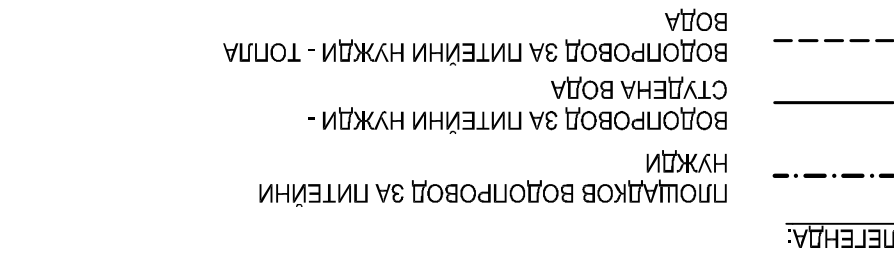 ЛЕГЕНДА:
ПЛОЩАДКОВ ВОДОПРОВОД ЗА ПИТЕЙНИ
НУЖДИ
ВОДОПРОВОД ЗА ПИТЕЙНИ НУЖДИ -
СТУДЕНА ВОДА
ВОДОПРОВОД ЗА ПИТЕЙНИ НУЖДИ - ТОПЛА
ВОДА